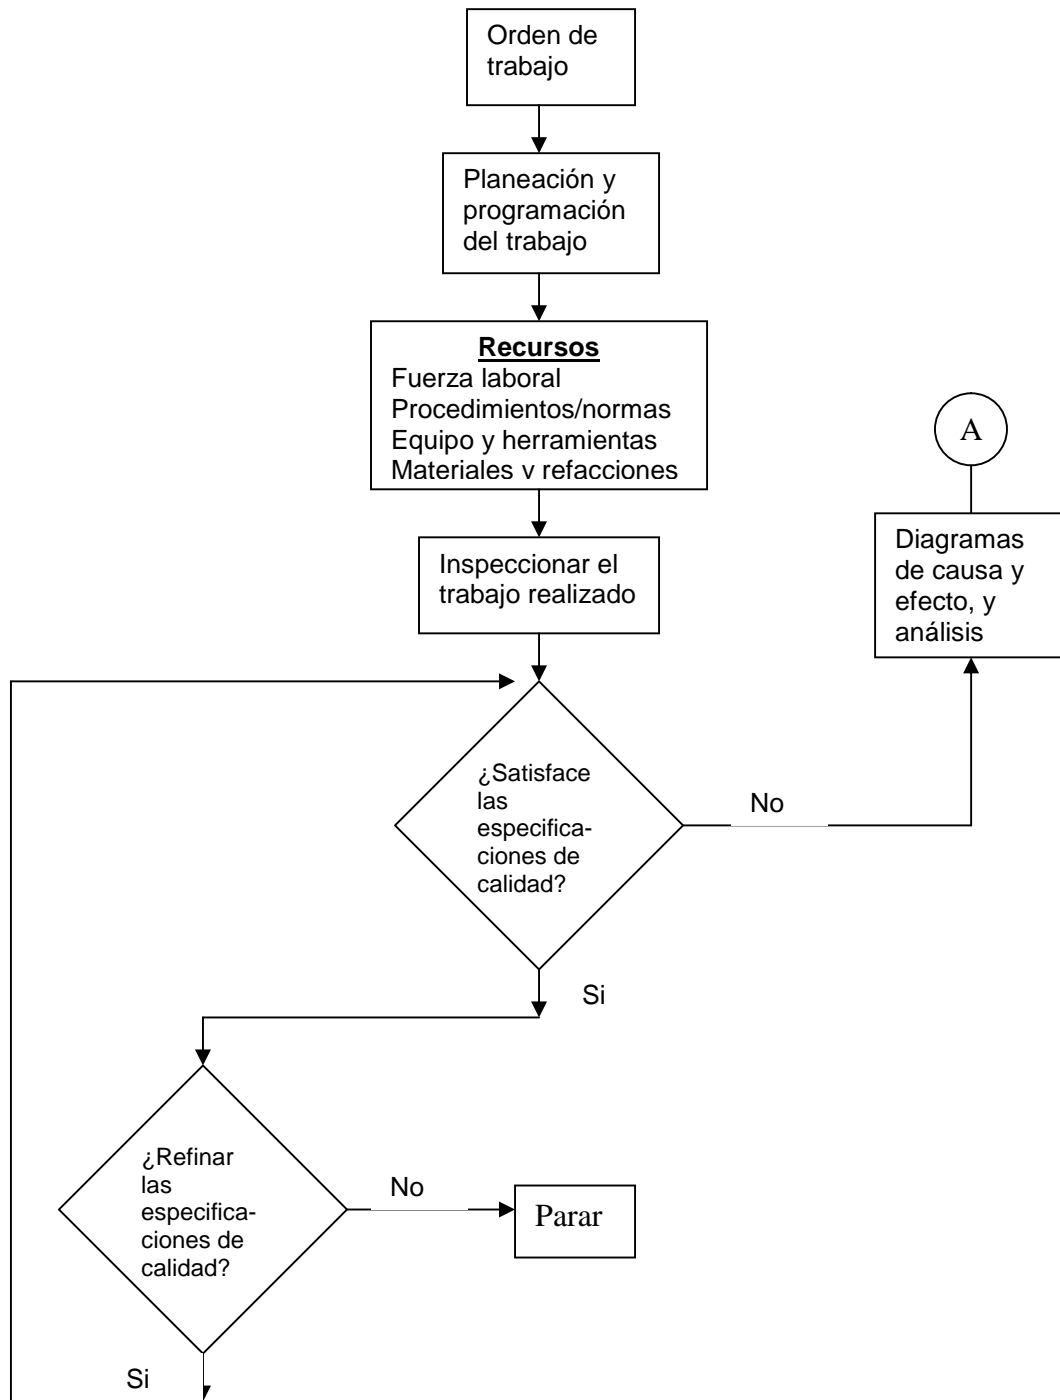 Orden de
trabajo
Planeación y
programación
del trabajo
Recursos
Fuerza laboral
Procedimientos/normas
Equipo y herramientas
Materiales y refacciones
A
Inspeccionar el
trabajo realizado
Diagramas
de causa y
efecto, y
análisis
¿Satisface
las
especifica-
ciones de
calidad?
No
Si
¿Refinar
las
especifica-
ciones de
calidad?
No
Parar
Si